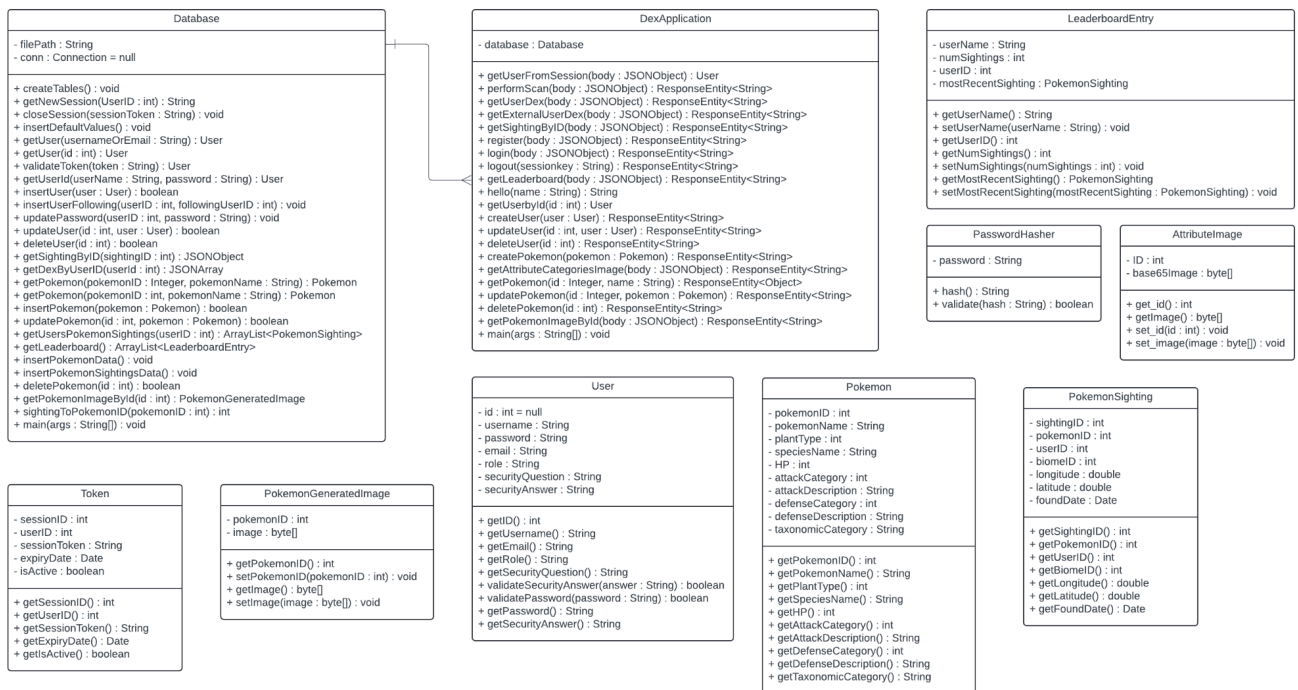 Database
- filePath : String
- conn : Connection = null
+ createTables() : void
+ getNewSession(UserID : int) : String
+ closeSession(sessionToken : String) : void
+ insertDefaultValues() : void
+ getUser(usernameOrEmail : String) : User
+ getUser(id : int) : User
+ validateToken(token : String) : User
+ getUserId(userName : String, password : String) : User
+ insertUser(user : User) : boolean
+ insertUserFollowing(userID : int, followingUserID : int) : void
+ updatePassword(userID : int, password : String) : void
+ updateUser(id : int, user : User) : boolean
+ deleteUser(id : int) : boolean
+ getSightingByID(sightingID : int) : JSONObject
+ getDexByUserID(userId : int) : JSONArray
+ getPokemon(pokemonID : Integer, pokemonName : String) : Pokemon
+ getPokemon(pokemonID : int, pokemonName : String) : Pokemon
+ insertPokemon(pokemon : Pokemon) : boolean
+ updatePokemon(id : int, pokemon : Pokemon) : boolean
+ getUsersPokemonSightings(userID : int) : ArrayList<PokemonSighting>
+ getLeaderboard() : ArrayList<LeaderboardEntry>
+ insertPokemonData() : void
+ insertPokemonSightingsData() : void
+ deletePokemon(id : int) : boolean
+ getPokemonImageById(id : int) : PokemonGeneratedImage
+ sightingToPokemonID(pokemonID : int) : int
+ main(args : String[]) : void
DexApplication
- database : Database
+ getUserFromSession(body : JSONObject) : User
+ performScan(body : JSONObject) : ResponseEntity<String>
+ getUserDex(body : JSONObject) : ResponseEntity<String>
+ getExternalUserDex(body : JSONObject) : ResponseEntity<String>
+ getSightingByID(body : JSONObject) : ResponseEntity<String>
+ register(body : JSONObject) : ResponseEntity<String>
+ login(body : JSONObject) : ResponseEntity<String>
+ logout(sessionkey : String) : ResponseEntity<String>
+ getLeaderboard(body : JSONObject) : ResponseEntity<String>
+ hello(name : String) : String
+ getUserbyId(id : int) : User
+ createUser(user : User) : ResponseEntity<String>
+ updateUser(id : int, user : User) : ResponseEntity<String>
+ deleteUser(id : int) : ResponseEntity<String>
+ createPokemon(pokemon : Pokemon) : ResponseEntity<String>
+ getAttributeCategoriesImage(body : JSONObject) : ResponseEntity<String>
+ getPokemon(id : Integer, name : String) : ResponseEntity<Object>
+ updatePokemon(id : Integer, pokemon : Pokemon) : ResponseEntity<String>
+ deletePokemon(id : int) : ResponseEntity<String>
+ getPokemonImageById(body : JSONObject) : ResponseEntity<String>
+ main(args : String[]) : void
LeaderboardEntry
- userName : String
- numSightings : int
- userID : int
- mostRecentSighting : PokemonSighting
+ getUserName() : String
+ setUserName(userName : String) : void
+ getUserID() : int
+ getNumSightings() : int
+ setNumSightings(numSightings : int) : void
+ getMostRecentSighting() : PokemonSighting
+ setMostRecentSighting(mostRecentSighting : PokemonSighting) : void
PasswordHasher
- password : String
+ hash() : String
+ validate(hash : String) : boolean
AttributeImage
- ID : int
- base65Image : byte[]
+ get_id() : int
+ getImage() : byte[]
+ set_id(id : int) : void
+ set_image(image : byte[]) : void
Token
- sessionID : int
- userID : int
- sessionToken : String
- expiryDate : Date
- isActive : boolean
+ getSessionID() : int
+ getUserID() : int
+ getSessionToken() : String
+ getExpiryDate() : Date
+ getIsActive() : boolean
PokemonGeneratedImage
- pokemonID : int
- image : byte[]
+ getPokemonID() : int
+ setPokemonID(pokemonID : int) : void
+ getImage() : byte[]
+ setImage(image : byte[]) : void
User
- id : int = null
- username : String
- password : String
- email : String
- role : String
- securityQuestion : String
- securityAnswer : String
+ getID() : int
+ getUsername() : String
+ getEmail() : String
+ getRole() : String
+ getSecurityQuestion() : String
+ validateSecurityAnswer(answer : String) : boolean
+ validatePassword(password : String) : boolean
+ getPassword() : String
+ getSecurityAnswer() : String
Pokemon
- pokemonID : int
- pokemonName : String
- plantType : int
- speciesName : String
- HP : int
- attackCategory : int
- attackDescription : String
- defenseCategory : int
- defenseDescription : String
- taxonomicCategory : String
+ getPokemonID() : int
+ getPokemonName() : String
+ getPlantType() : int
+ getSpeciesName() : String
+ getHP() : int
+ getAttackCategory() : int
+ getAttackDescription() : String
+ getDefenseCategory() : int
+ getDefenseDescription() : String
+ getTaxonomicCategory() : String
PokemonSighting
- sightingID : int
- pokemonID : int
- userID : int
- biomeID : int
- longitude : double
- latitude : double
- foundDate : Date
+ getSightingID() : int
+ getPokemonID() : int
+ getUserID() : int
+ getBiomeID() : int
+ getLongitude() : double
+ getLatitude() : double
+ getFoundDate() : Date